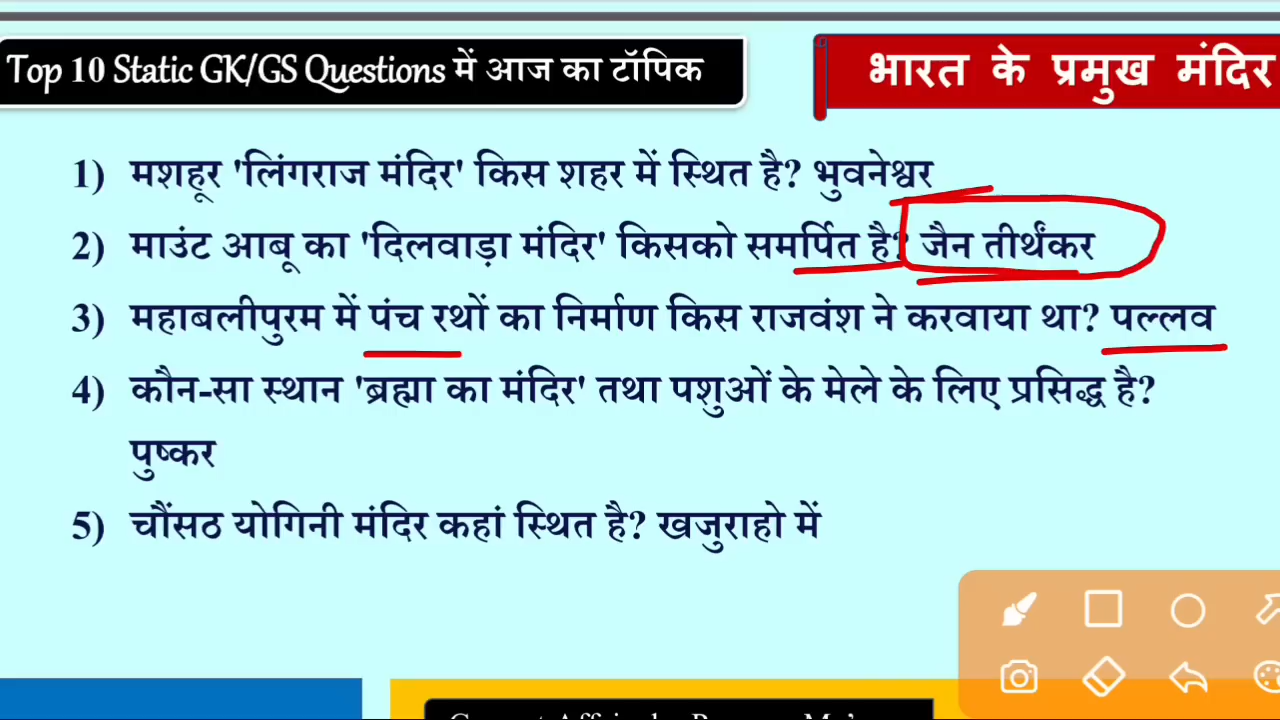 Top 10 Static GK/GS Questions में आज का टॉपिक
भारत के प्रमुख मंदिर
1) मशहूर 'लिंगराज मंदिर' किस शहर में स्थित है? भुवनेश्वर
2) माउंट आबू का 'दिलवाड़ा मंदिर' किसको समर्पित है? जैन तीर्थंकर
3) महाबलीपुरम में पंच रथों का निर्माण किस राजवंश ने करवाया था? पल्लव
4) कौन-सा स्थान 'ब्रह्मा का मंदिर' तथा पशुओं के मेले के लिए प्रसिद्ध है?
पुष्कर
5) चौंसठ योगिनी मंदिर कहां स्थित है? खजुराहो में